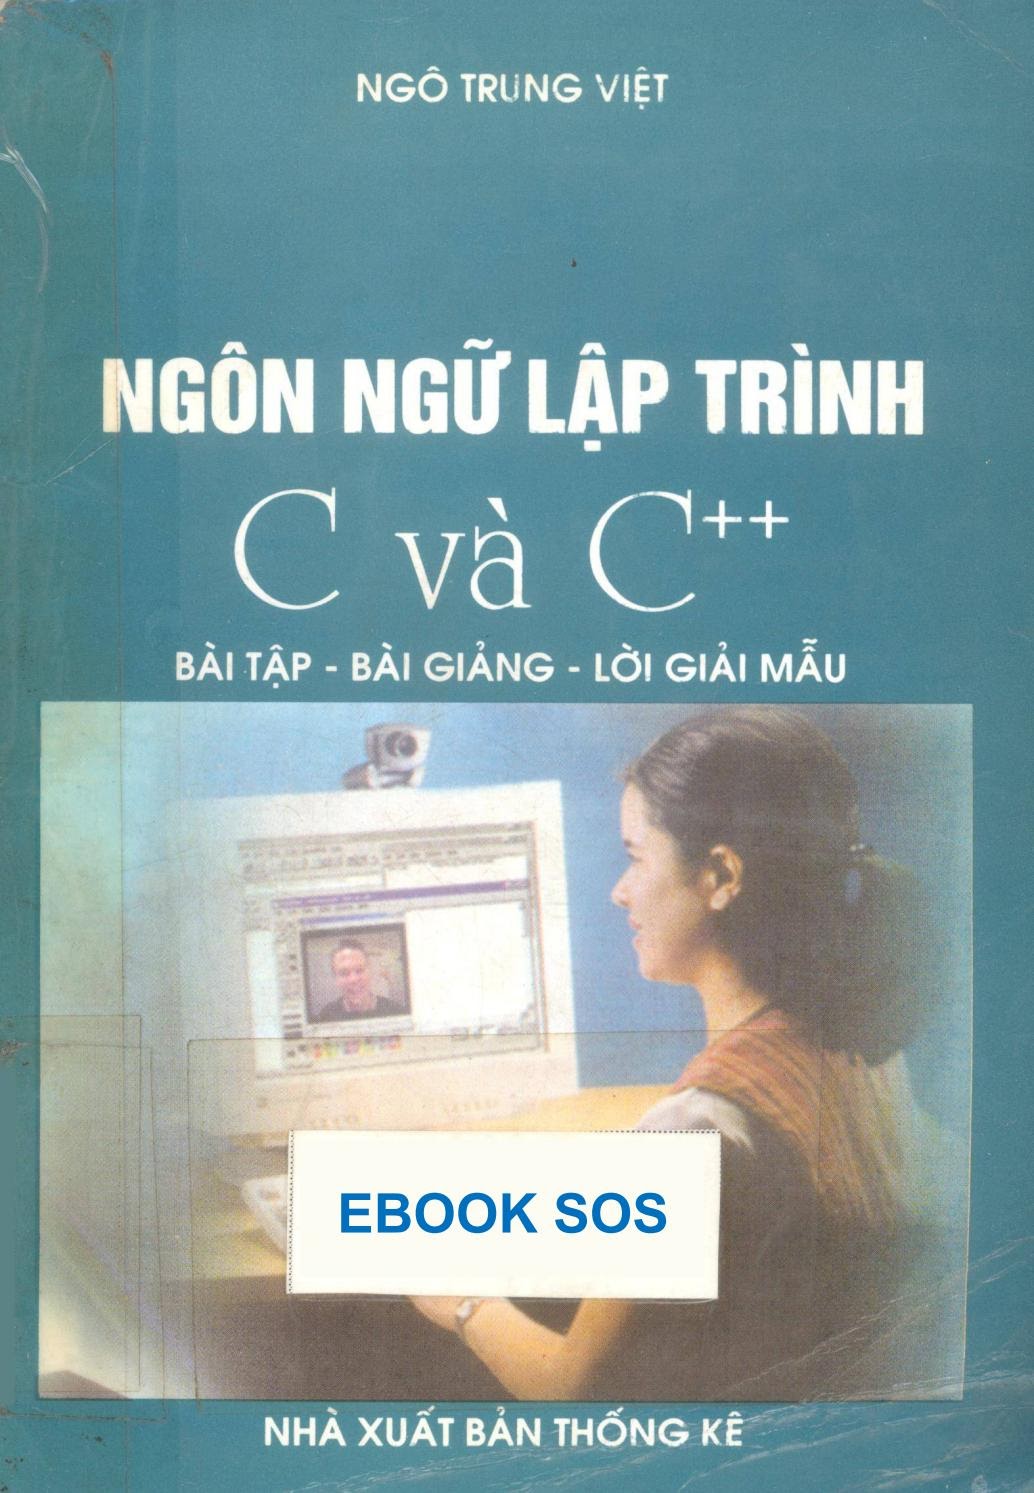 NGÔ TRUNG VIỆT
NGÔN NGỮ LẬP TRÌNH
C và C++
BÀI TẬP - BÀI GIẢNG - LỜI GIẢI MẪU
EBOOK SOS
NHÀ XUẤT BẢN THỐNG KÊ